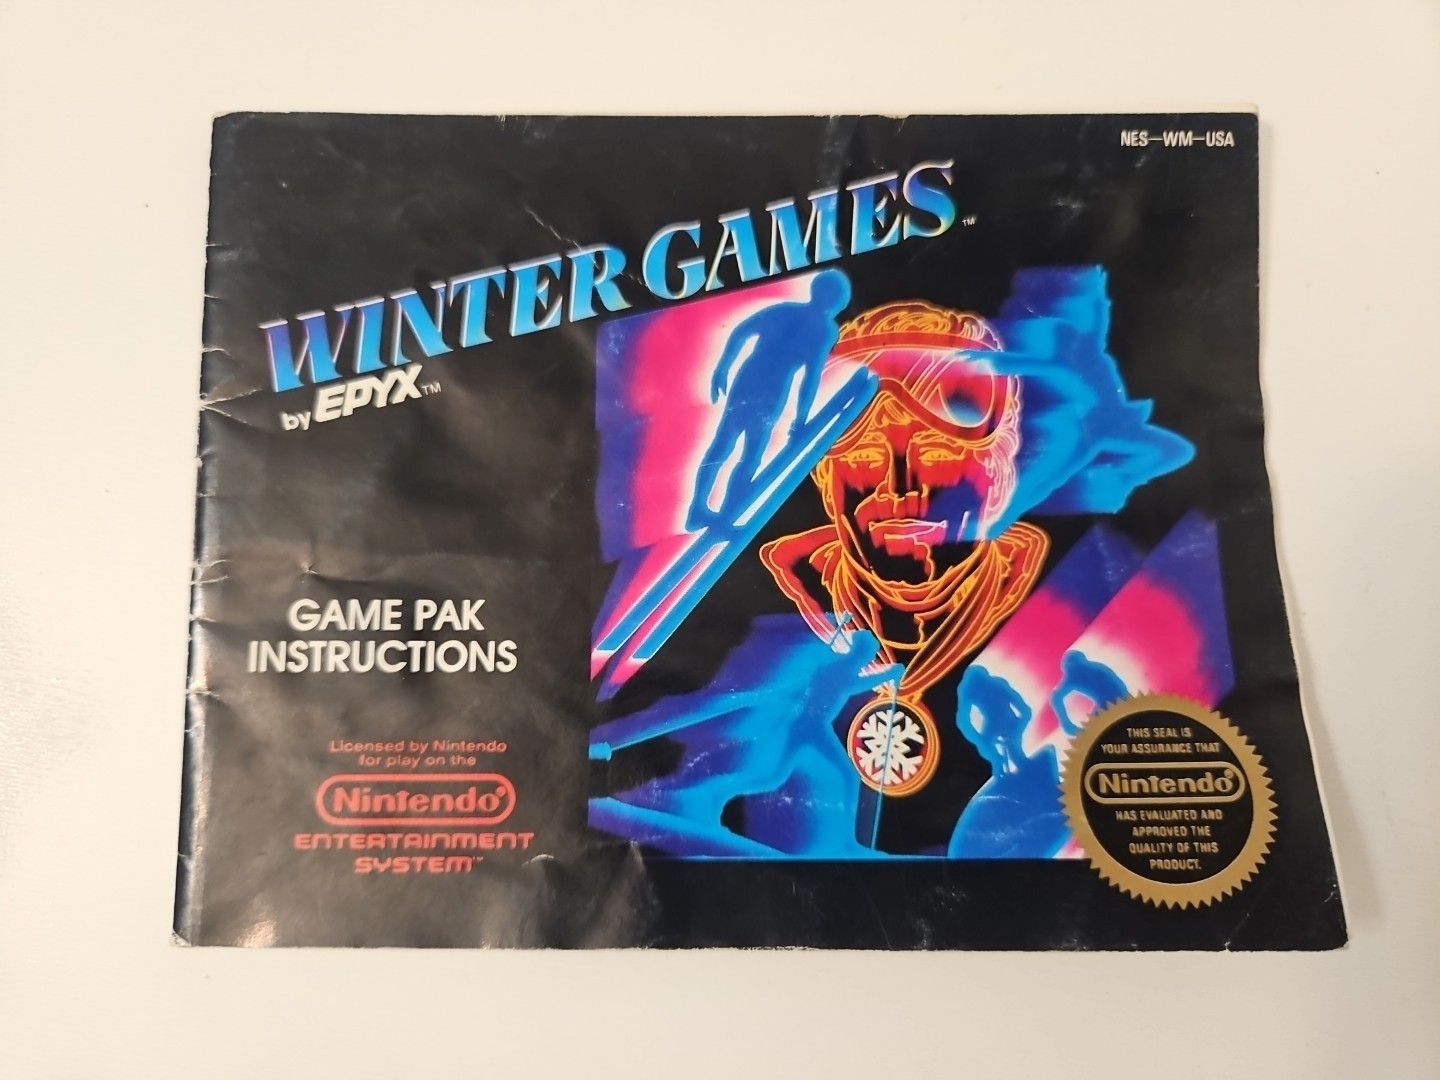 NES-WM-USA
WINTER GAMES™
by EPYX™
GAME PAK
INSTRUCTIONS
Licensed by Nintendo
for play on the
Nintendo®
ENTERTAINMENT
SYSTEM™
THIS SEAL IS
YOUR ASSURANCE THAT
Nintendo®
HAS EVALUATED AND
APPROVED THE
QUALITY OF THIS
PRODUCT.